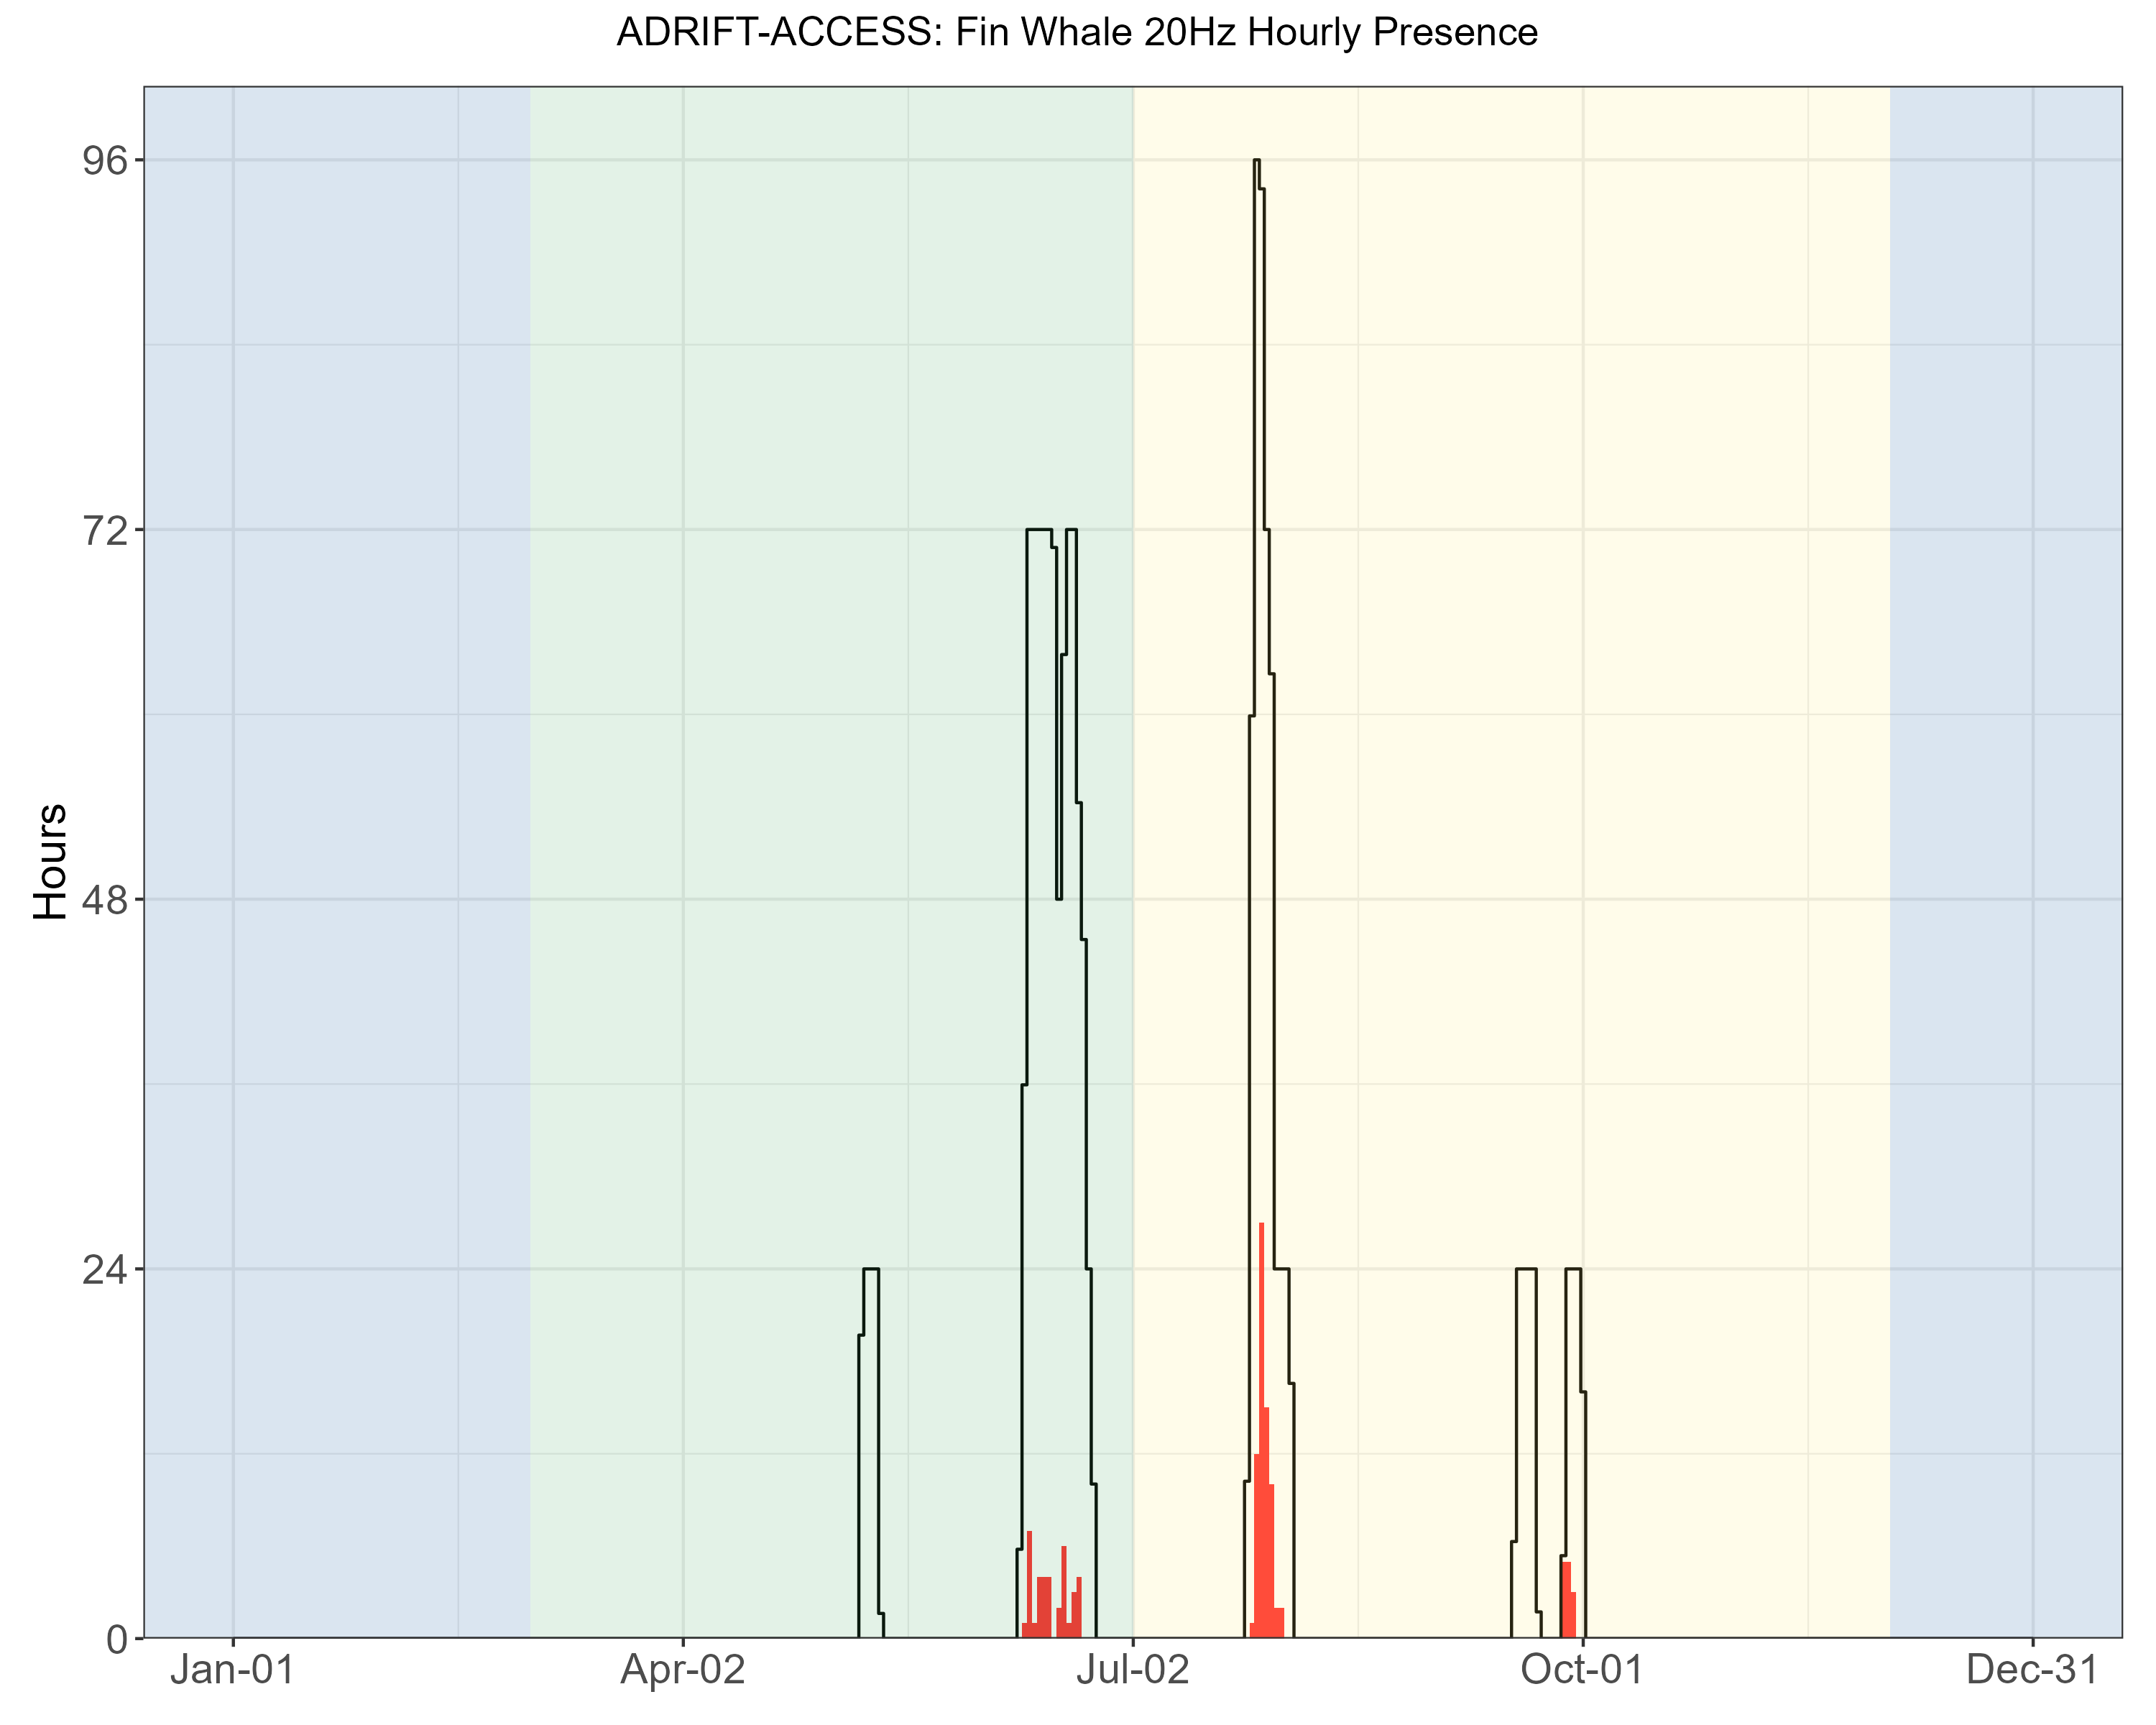 ADRIFT-ACCESS: Fin Whale 20Hz Hourly Presence
96
72
48
24
0
Hours
Jan-01
Apr-02
Jul-02
Oct-01
Dec-31